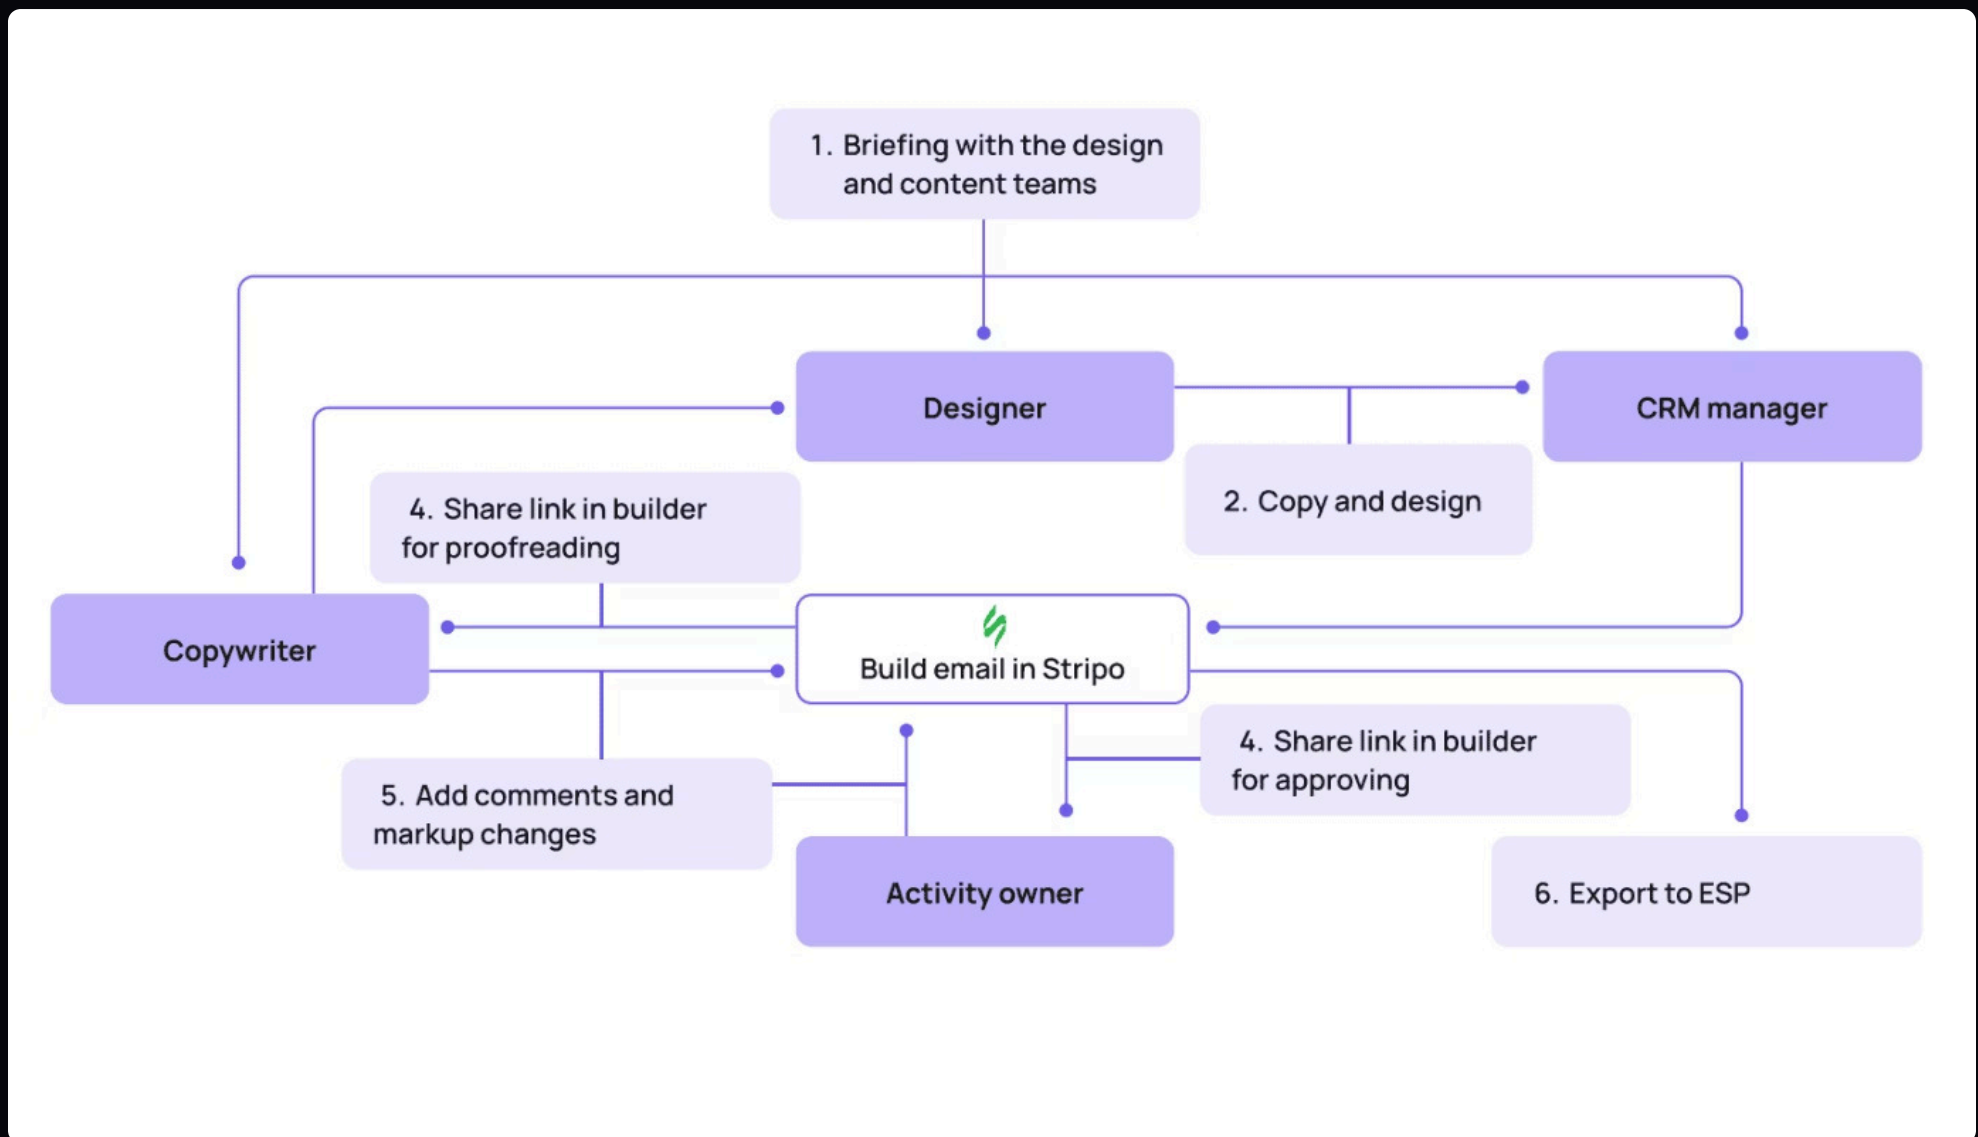 1. Briefing with the design
and content teams
Designer
CRM manager
2. Copy and design
4. Share link in builder
for proofreading
Copywriter
Build email in Stripo
4. Share link in builder
for approving
5. Add comments and
markup changes
Activity owner
6. Export to ESP